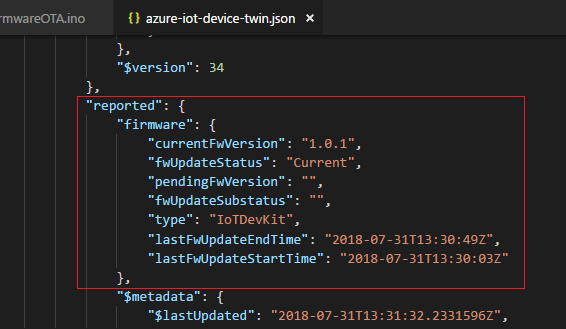 rmwareOTA.ino
{} azure-iot-device-twin.json ×
},
"$version": 34
},
"reported": {
"firmware": {
"currentFwVersion": "1.0.1",
"fwUpdateStatus": "Current",
"pendingFwVersion": "",
"fwUpdateSubstatus": "",
"type": "IoTDevKit",
"lastFwUpdateEndTime": "2018-07-31T13:30:49Z",
"lastFwUpdateStartTime": "2018-07-31T13:30:03Z"
},
"$metadata": {
"$lastUpdated": "2018-07-31T13:31:32.2331596Z",